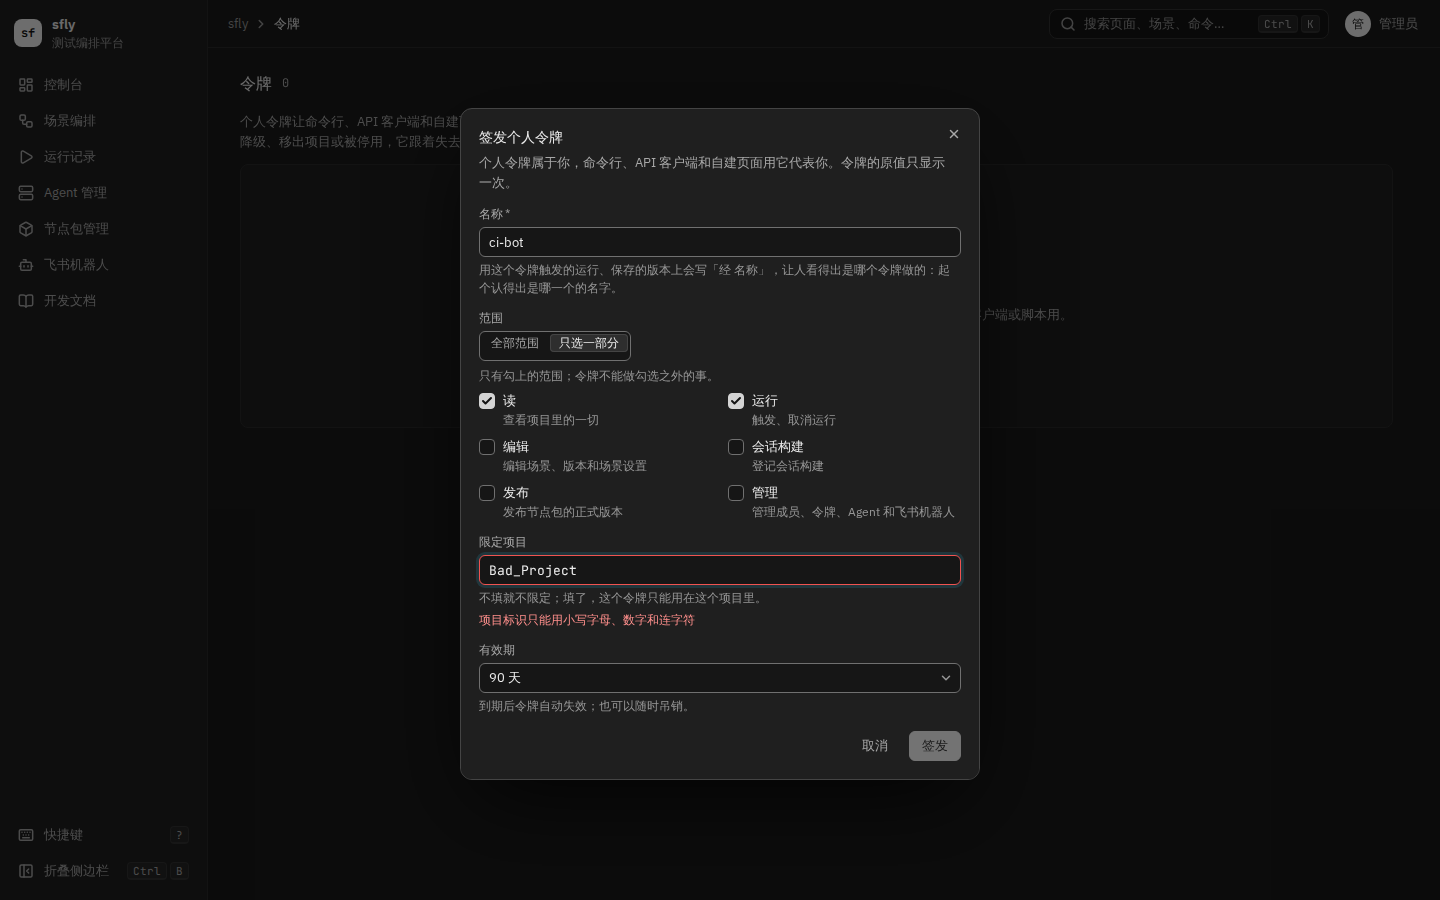 sf
sfly
测试编排平台
控制台
场景编排
运行记录
Agent 管理
节点包管理
飞书机器人
开发文档
快捷键
?
折叠侧边栏
Ctrl
B
sfly
令牌
搜索页面、场景、命令...
Ctrl
K
管
管理员
令牌
0
个人令牌让命令行、API 客户端和自建
降级、移出项目或被停用，它跟着失去
户端或脚本用。
签发个人令牌
个人令牌属于你，命令行、API 客户端和自建页面用它代表你。令牌的原值只显示
一次。
名称 *
ci-bot
用这个令牌触发的运行、保存的版本上会写「经 名称」，让人看得出是哪个令牌做的：起
个认得出是哪一个的名字。
范围
全部范围
只选一部分
只有勾上的范围；令牌不能做勾选之外的事。
读
查看项目里的一切
运行
触发、取消运行
编辑
编辑场景、版本和场景设置
会话构建
登记会话构建
发布
发布节点包的正式版本
管理
管理成员、令牌、Agent 和飞书机器人
限定项目
Bad_Project
不填就不限定；填了，这个令牌只能用在这个项目里。
项目标识只能用小写字母、数字和连字符
有效期
90 天
到期后令牌自动失效；也可以随时吊销。
取消
签发